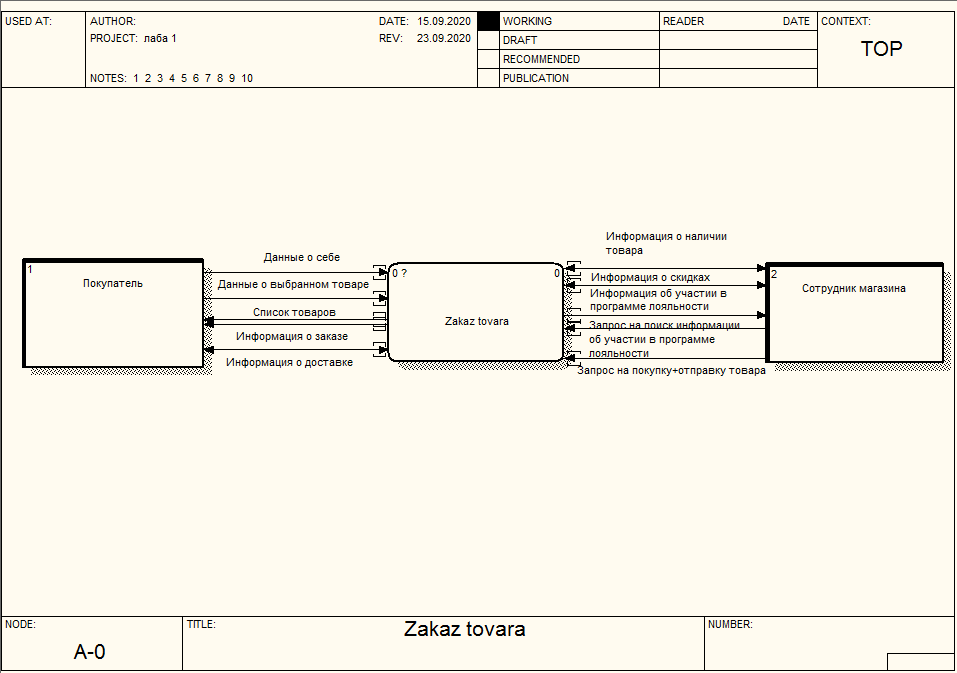 USED AT:
AUTHOR:
DATE: 15.09.2020
WORKING
READER
DATE
CONTEXT:
PROJECT: лаба 1
REV: 23.09.2020
DRAFT
TOP
RECOMMENDED
NOTES: 1 2 3 4 5 6 7 8 9 10
PUBLICATION
1
Покупатель
Данные о себе
Данные о выбранном товаре
Список товаров
Информация о заказе
Информация о доставке
0 ?
0
Zakaz tovara
Информация о наличии
товара
Информация о скидках
Информация об участии в
программе лояльности
Запрос на поиск информации
об участии в программе
лояльности
Запрос на покупку+отправку товара
2
Сотрудник магазина
NODE:
A-0
TITLE:
Zakaz tovara
NUMBER: